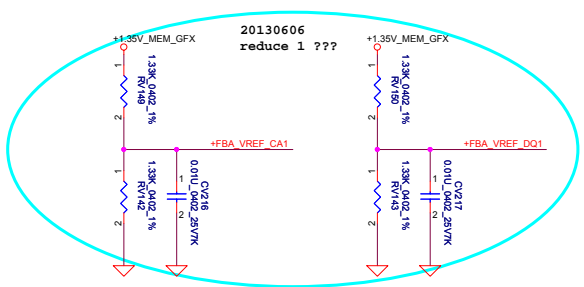 20130606
reduce 1 ???
+1.35V_MEM_GFX
1
1.33K_0402_1%
RV149
2
+FBA_VREF_CA1
1
1.33K_0402_1%
RV142
2
1
CV216
0.01U_0402_25V7K
2
+1.35V_MEM_GFX
1
1.33K_0402_1%
RV150
2
+FBA_VREF_DQ1
1
1.33K_0402_1%
RV143
2
1
CV217
0.01U_0402_25V7K
2